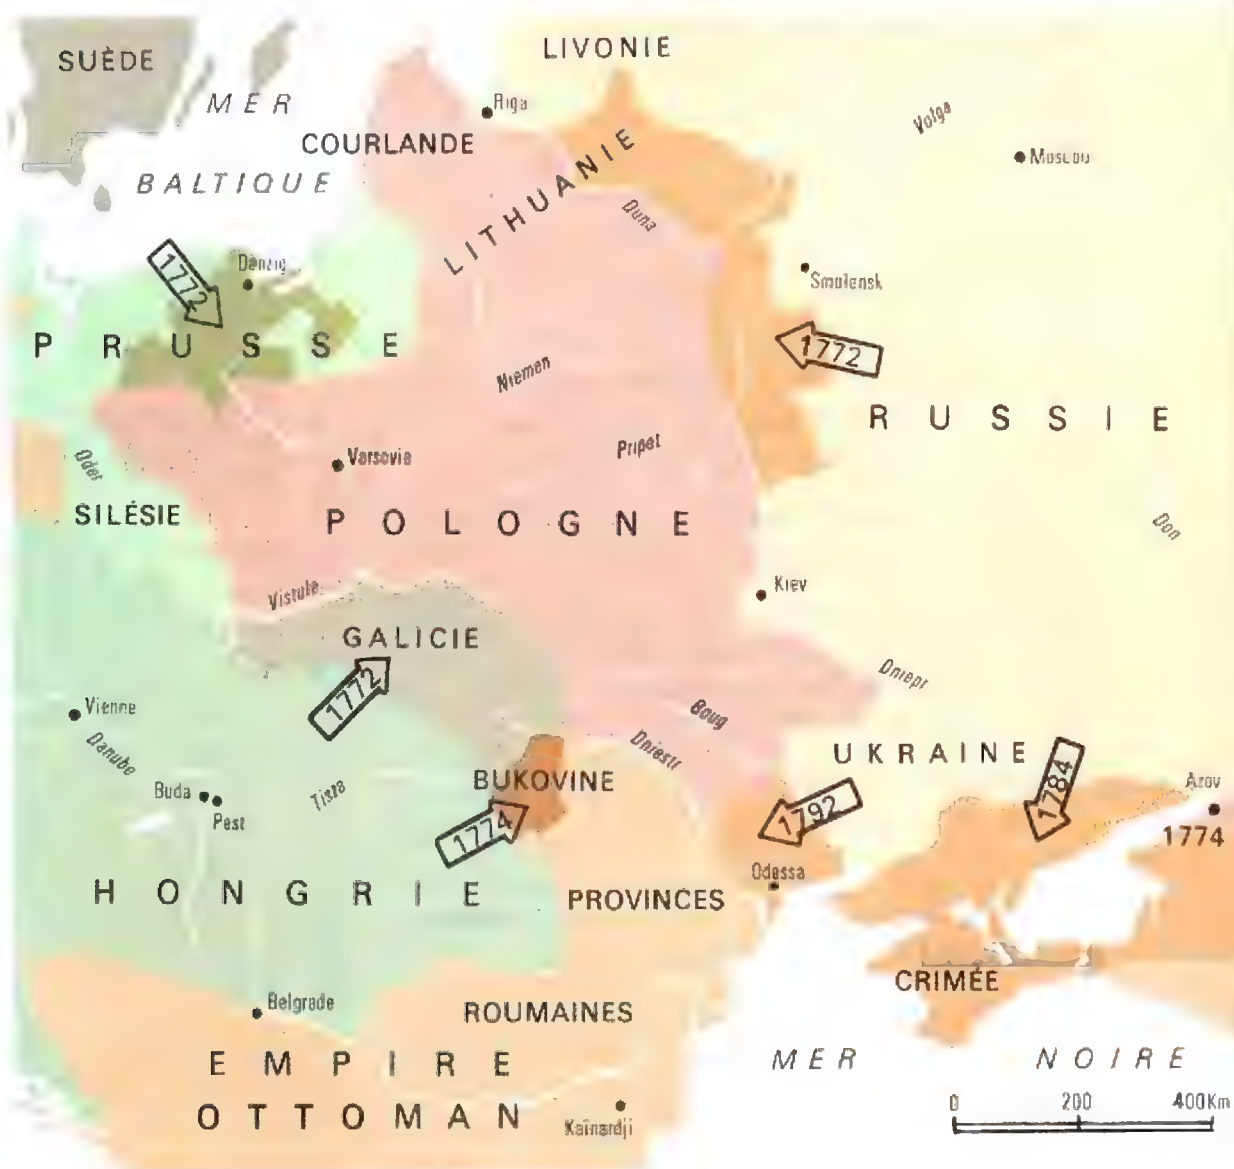 SUÈDE
LIVONIE
MER
BALTIQUE
Riga
COURLANDE
Volga
Moscou
LITHUANIE
Duna
1772
Danzig
Smolensk
PRUSSE
1772
Niemen
RUSSIE
Oder
Varsovie
Pripet
SILÉSIE
POLOGNE
Don
Vistule
Kiev
GALICIE
1772
Dniepr
Vienne
Danube
Boug
Dniestr
UKRAINE
1784
Buda
Pest
Tisza
BUKOVINE
1774
1792
Azov
1774
Odessa
HONGRIE
PROVINCES
CRIMÉE
Belgrade
ROUMAINES
EMPIRE
OTTOMAN
Kaïnardji
MER NOIRE
0 200 400Km